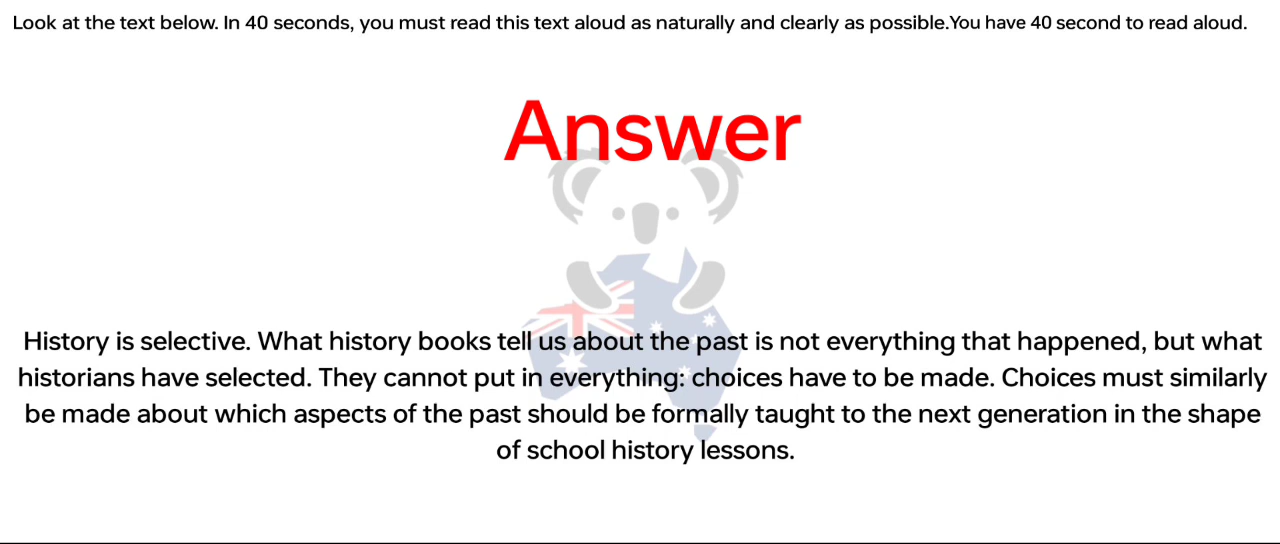 Look at the text below. In 40 seconds, you must read this text aloud as naturally and clearly as possible.You have 40 second to read aloud.
Answer
History is selective. What history books tell us about the past is not everything that happened, but what
historians have selected. They cannot put in everything: choices have to be made. Choices must similarly
be made about which aspects of the past should be formally taught to the next generation in the shape
of school history lessons.